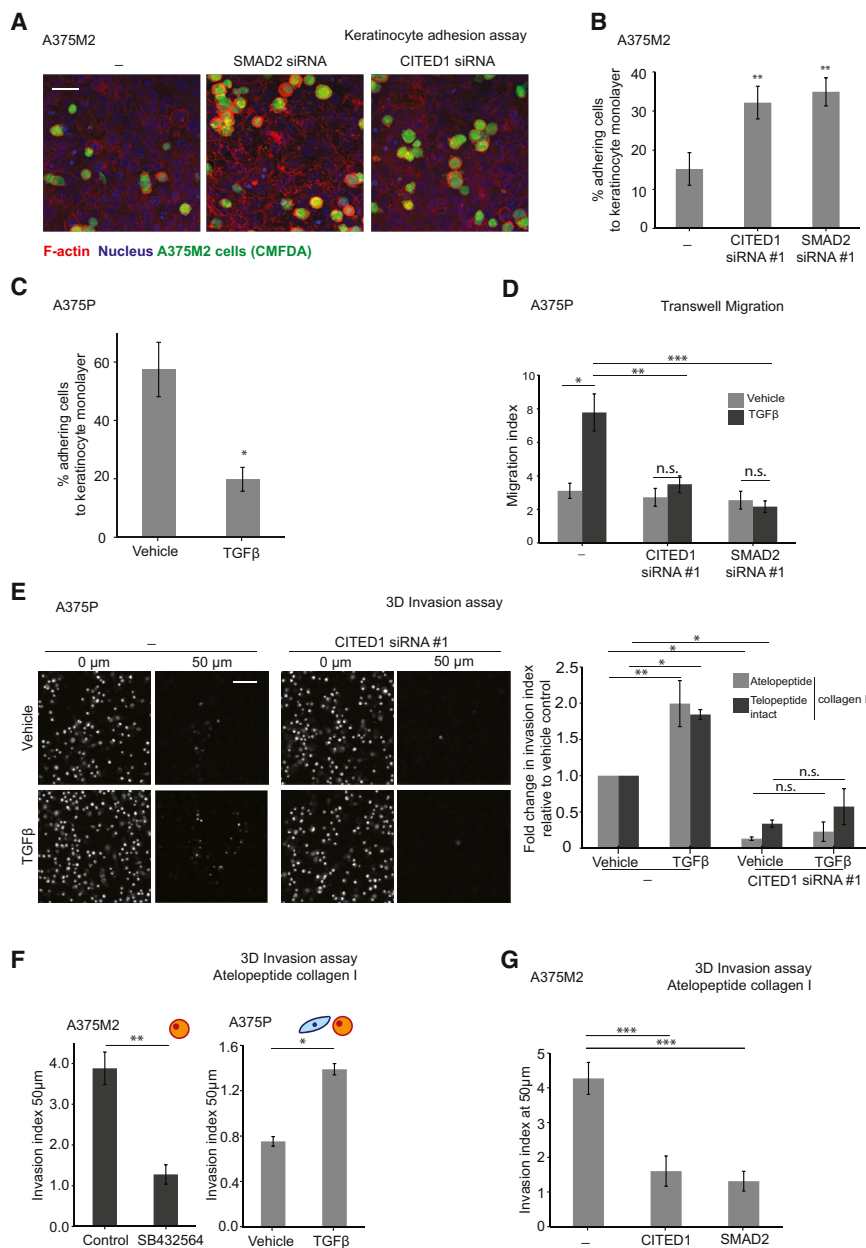 A
A375M2
Keratinocyte adhesion assay
–
SMAD2 siRNA
CITED1 siRNA
F-actin Nucleus A375M2 cells (CMFDA)
B
A375M2
% adhering cells
to keratinocyte monolayer
40
30
20
10
0
**
**
–
CITED1
siRNA #1
SMAD2
siRNA #1
C
A375P
% adhering cells
to keratinocyte monolayer
60
40
20
0
*
Vehicle
TGFβ
D
A375P
Transwell Migration
Migration index
10
8
6
4
2
0
***
**
*
n.s.
n.s.
Vehicle
TGFβ
–
CITED1
siRNA #1
SMAD2
siRNA #1
E
A375P
3D Invasion assay
–
CITED1 siRNA #1
0 µm
50 µm
0 µm
50 µm
Vehicle
TGFβ
Fold change in invasion index
relative to vehicle control
2.5
2.0
1.5
1.0
0.5
0
*
*
*
**
n.s.
n.s.
Atelopeptide
Telopeptide
intact
collagen I
Vehicle
TGFβ
Vehicle
TGFβ
–
CITED1 siRNA #1
F
3D Invasion assay
Atelopeptide collagen I
A375M2
**
Invasion index 50µm
4.0
3.0
2.0
1.0
0.0
Control
SB432564
A375P
*
Invasion index 50µm
1.6
1.2
0.8
0.4
0.0
Vehicle
TGFβ
G
3D Invasion assay
A375M2
Atelopeptide collagen I
***
***
Invasion index at 50µm
5
4
3
2
1
0
–
CITED1
SMAD2